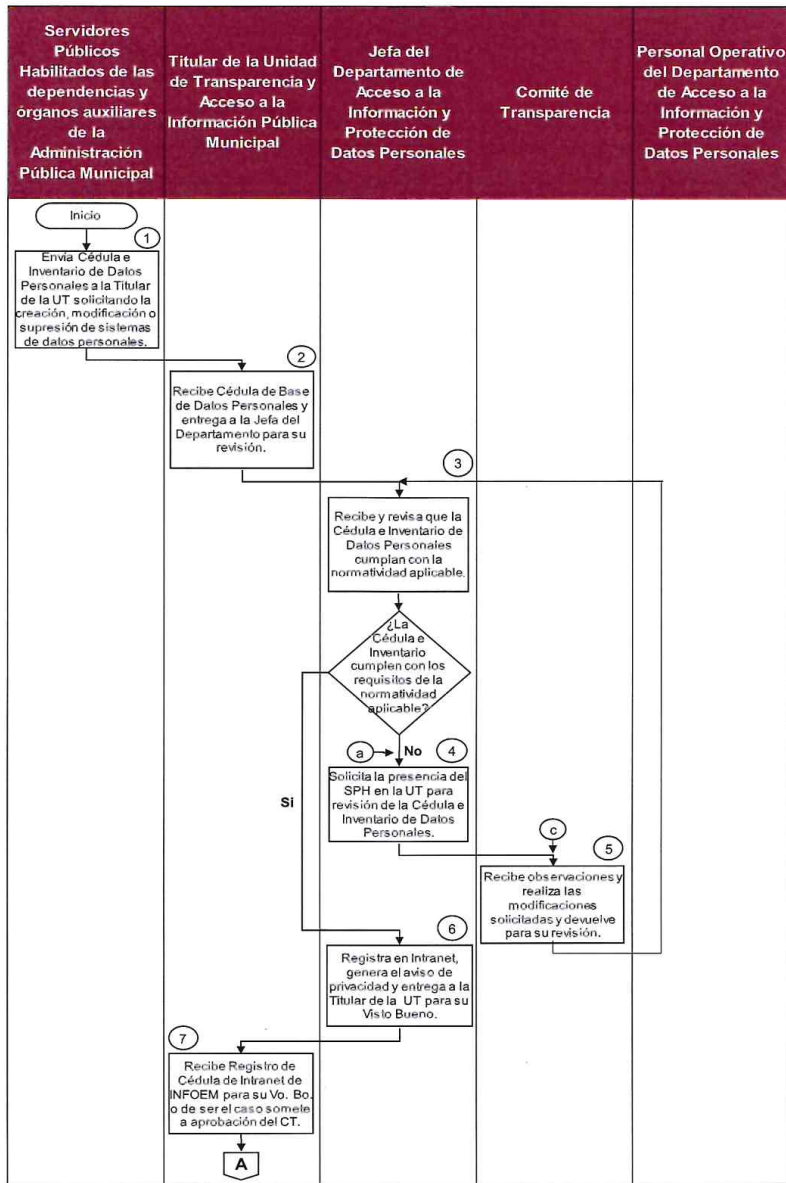 Servidores
Públicos
Habilitados de las
dependencias y
órganos auxiliares
de la
Administración
Pública Municipal
Titular de la Unidad
de Transparencia y
Acceso a la
Información Pública
Municipal
Jefa del
Departamento de
Acceso a la
Información y
Protección de
Datos Personales
Comité de
Transparencia
Personal Operativo
del Departamento
de Acceso a la
Información y
Protección de
Datos Personales
Inicio
1
Envía Cédula e
Inventario de Datos
Personales a la Titular
de la UT solicitando la
creación, modificación o
supresión de sistemas
de datos personales.
2
Recibe Cédula de Base
de Datos Personales y
entrega a la Jefa del
Departamento para su
revisión.
3
Recibe y revisa que la
Cédula e Inventario de
Datos Personales
cumplan con la
normatividad aplicable.
¿La
Cédula e
Inventario
cumplen con los
requisitos de la
normatividad
aplicable?
a
No
4
Solicita la presencia del
SPH en la UT para
revisión de la Cédula e
Inventario de Datos
Personales.
Si
c
5
Recibe observaciones y
realiza las
modificaciones
solicitadas y devuelve
para su revisión.
6
Registra en Intranet,
genera el aviso de
privacidad y entrega a la
Titular de la UT para su
Visto Bueno.
7
Recibe Registro de
Cédula de Intranet de
INFOEM para su Vo. Bo.
o de ser el caso somete
a aprobación del CT.
A